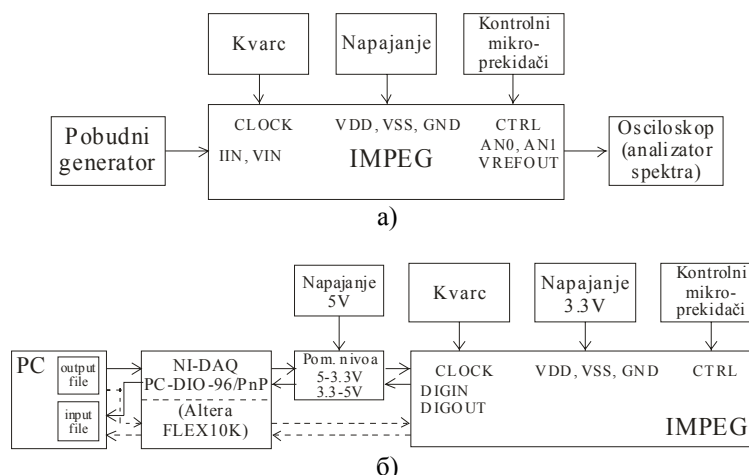 Kvarc
Napajanje
Kontrolni
mikro-
prekidači
Pobudni
generator
CLOCK
VDD, VSS, GND
CTRL
IIN, VIN
IMPEG
AN0, AN1
VREFOUT
Osciloskop
(analizator
spektra)
a)
Napajanje
5V
Kvarc
Napajanje
3.3V
Kontrolni
mikro-
prekidači
PC
output
file
input
file
NI-DAQ
PC-DIO-96/PnP
(Altera
FLEX10K)
Pom. nivoa
5-3.3V
3.3-5V
CLOCK
VDD, VSS, GND
CTRL
DIGIN
DIGOUT
IMPEG
б)